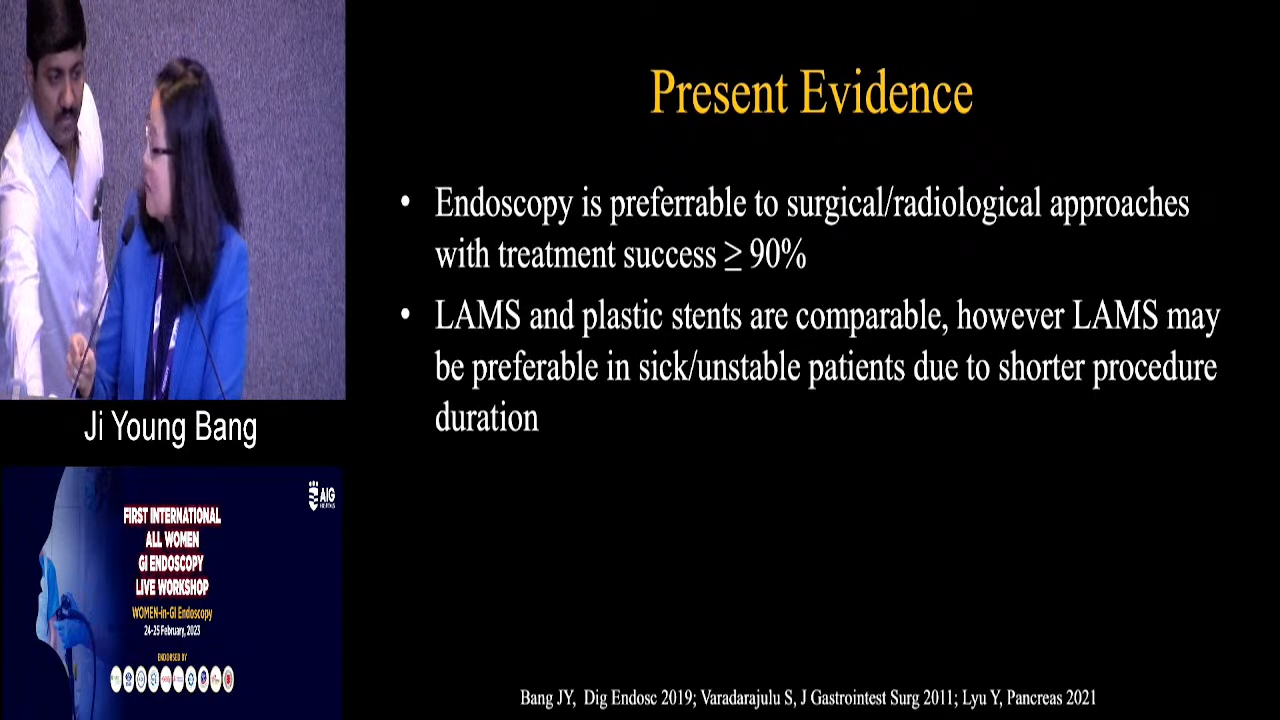 Present Evidence
• Endoscopy is preferrable to surgical/radiological approaches
with treatment success ≥ 90%
• LAMS and plastic stents are comparable, however LAMS may
be preferable in sick/unstable patients due to shorter procedure
duration
Bang JY, Dig Endosc 2019; Varadarajulu S, J Gastrointest Surg 2011; Lyu Y, Pancreas 2021
Ji Young Bang
AIG
HOSPITALS
FIRST INTERNATIONAL
ALL WOMEN
GI ENDOSCOPY
LIVE WORKSHOP
WOMEN-in-GI Endoscopy
24-25 February, 2023
ENDORSED BY